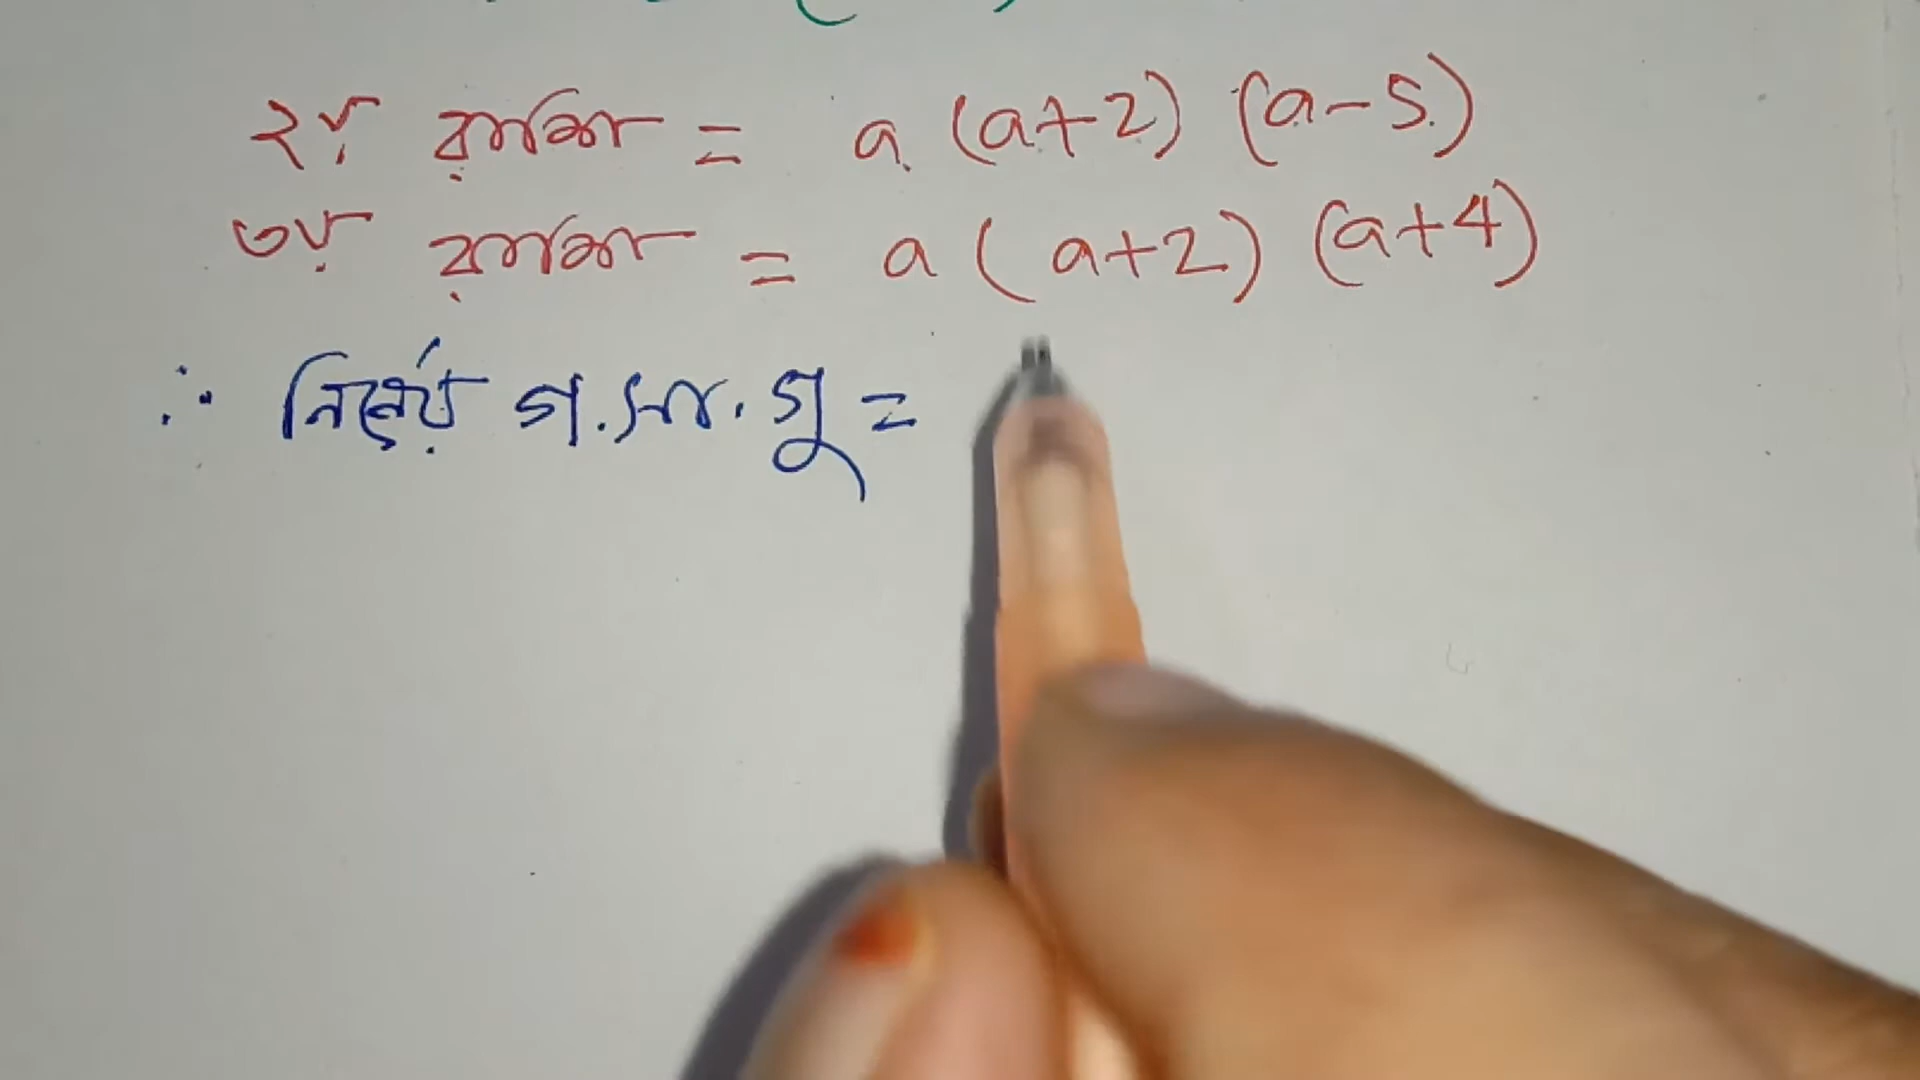 ২য় রাশি = a (a+2) (a-5)
৩য় রাশি = a (a+2) (a+4)
∴ নির্ণেয় গ.সা.গু =